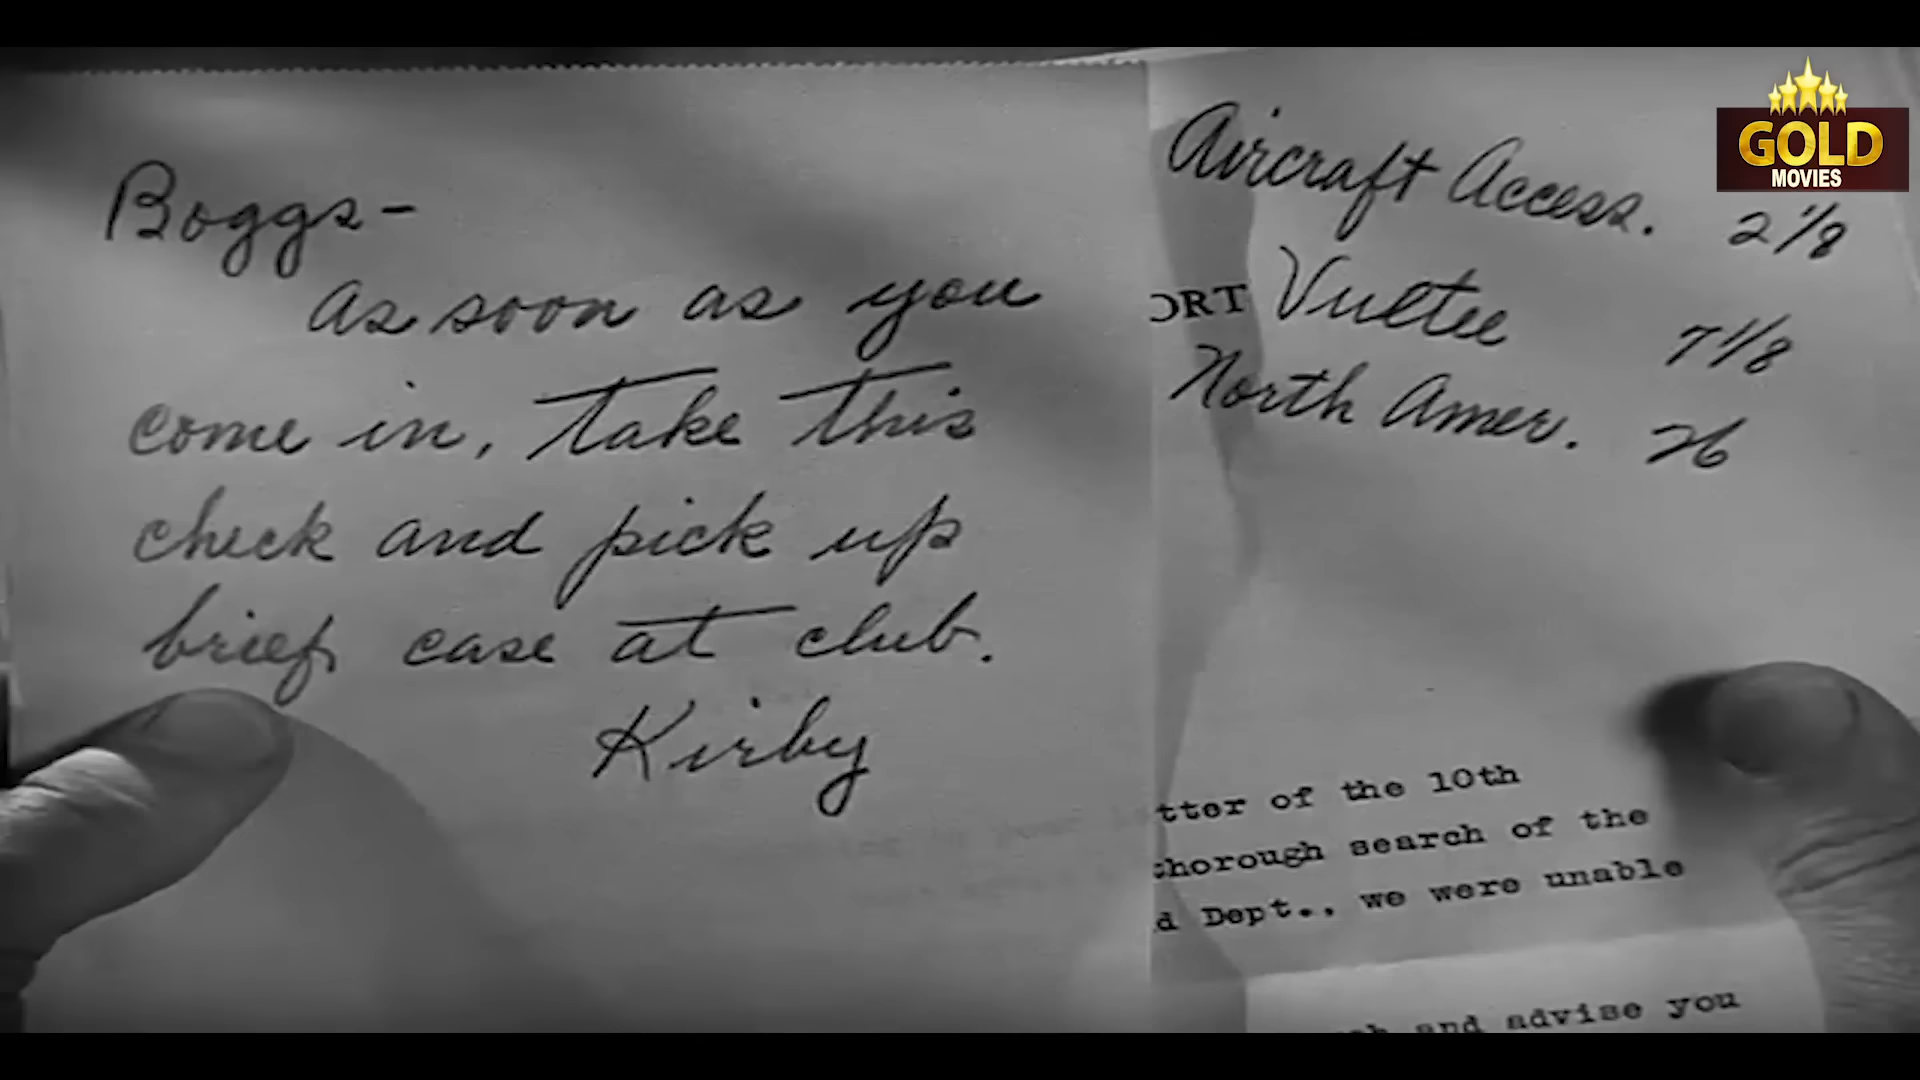 Boggs-
As soon as you
come in, take this
check and pick up
brief case at club.
Kirby
Aircraft Access. 2 1/8
ORT Vultee 7 1/8
North Amer. 26
tter of the 10th
thorough search of the
d Dept., we were unable
and advise you
GOLD
MOVIES